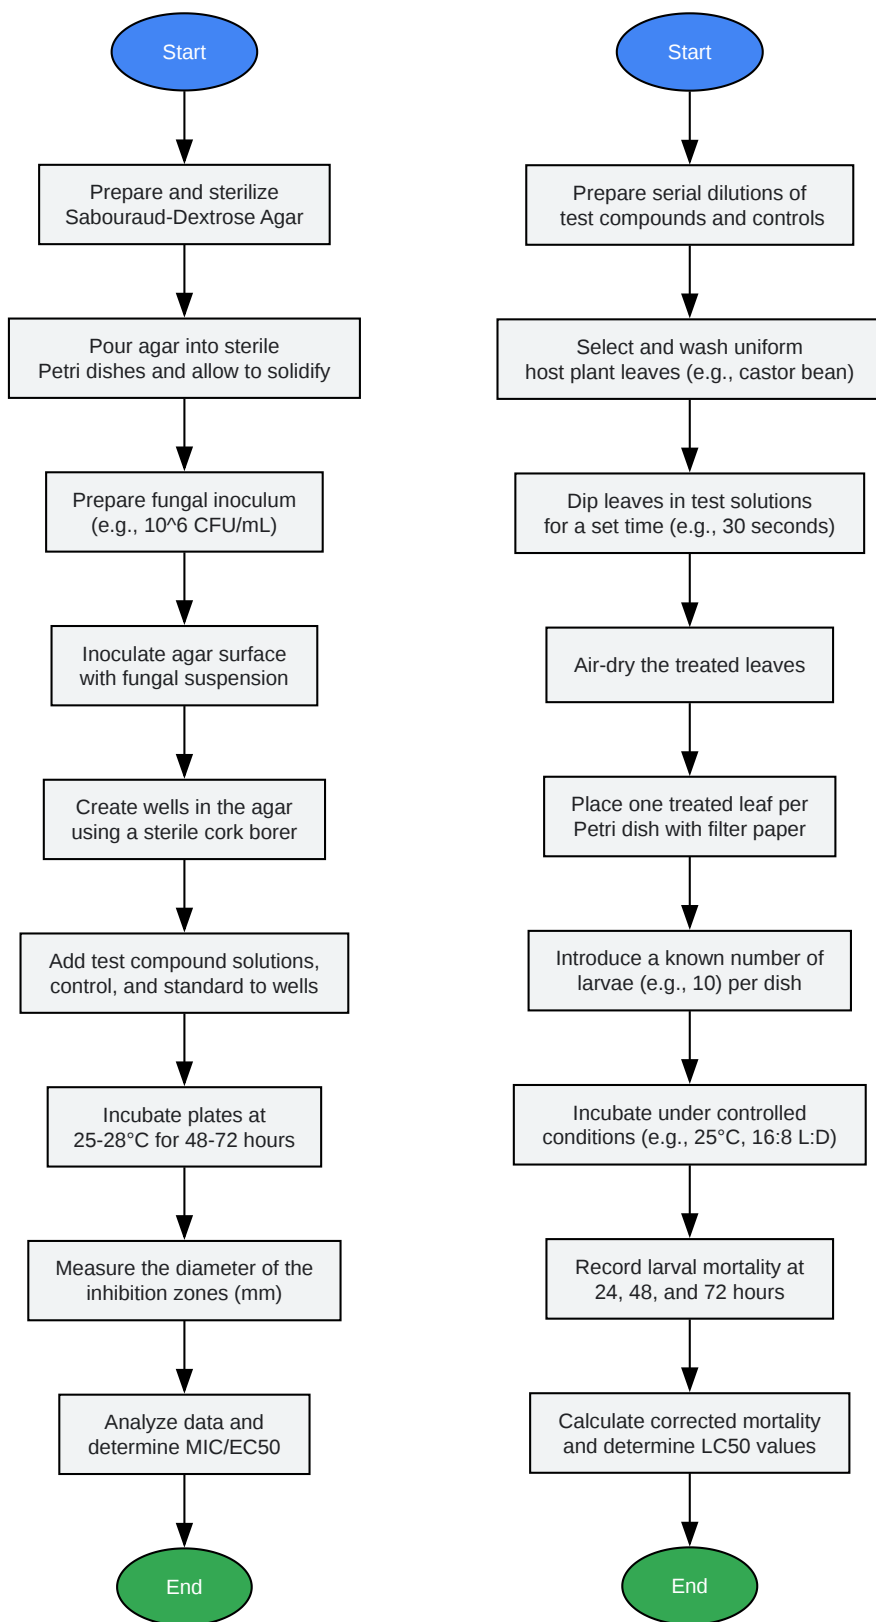 Start
Prepare and sterilize
Sabouraud-Dextrose Agar
Pour agar into sterile
Petri dishes and allow to solidify
Prepare fungal inoculum
(e.g., 10^6 CFU/mL)
Inoculate agar surface
with fungal suspension
Create wells in the agar
using a sterile cork borer
Add test compound solutions,
control, and standard to wells
Incubate plates at
25-28°C for 48-72 hours
Measure the diameter of the
inhibition zones (mm)
Analyze data and
determine MIC/EC50
End
Start
Prepare serial dilutions of
test compounds and controls
Select and wash uniform
host plant leaves (e.g., castor bean)
Dip leaves in test solutions
for a set time (e.g., 30 seconds)
Air-dry the treated leaves
Place one treated leaf per
Petri dish with filter paper
Introduce a known number of
larvae (e.g., 10) per dish
Incubate under controlled
conditions (e.g., 25°C, 16:8 L:D)
Record larval mortality at
24, 48, and 72 hours
Calculate corrected mortality
and determine LC50 values
End